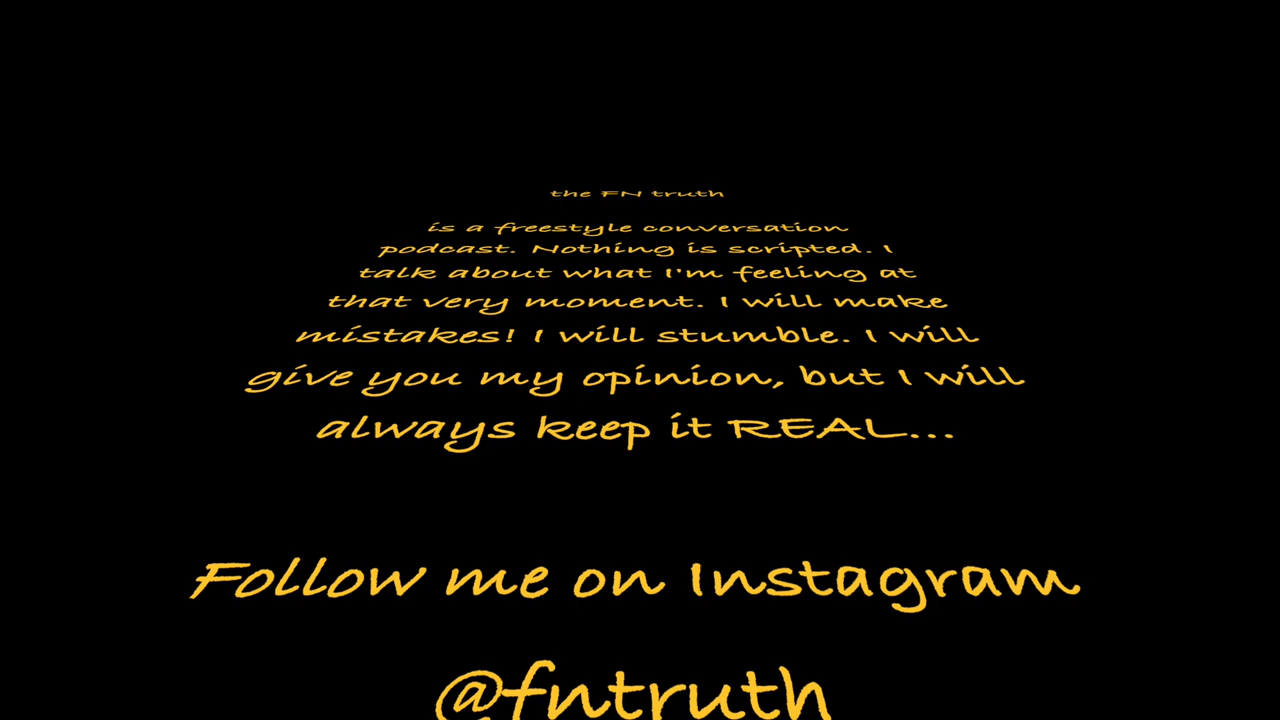 the FN truth
is a freestyle conversation
podcast. Nothing is scripted. I
talk about what I'm feeling at
that very moment. I will make
mistakes! I will stumble. I will
give you my opinion, but I will
always keep it REAL...
Follow me on Instagram
@fntruth